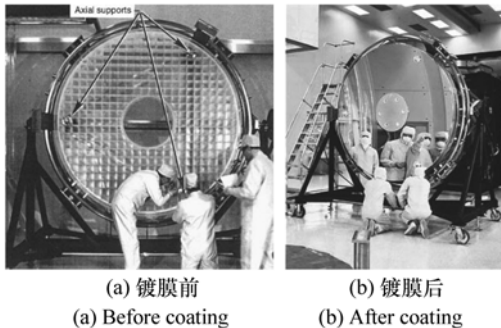 Axial supports
(a) 镀膜前
(b) 镀膜后
(a) Before coating
(b) After coating